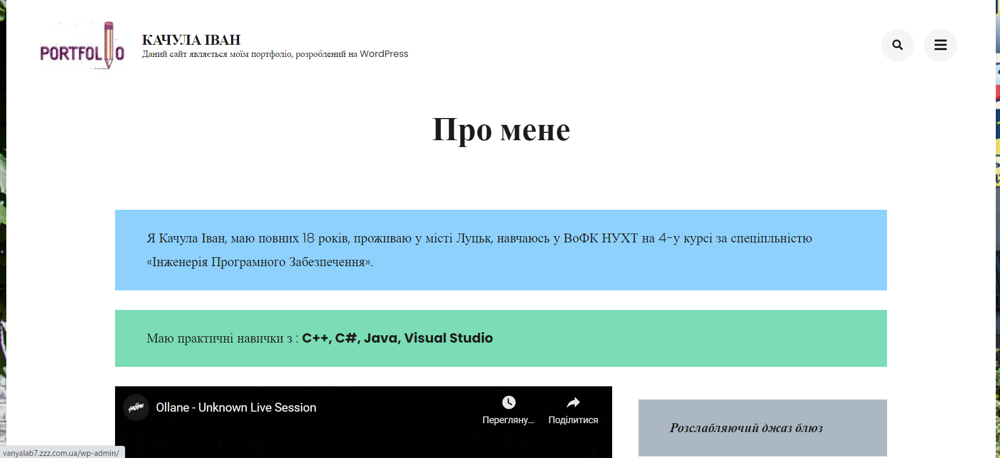 PORTFOLIO
КАЧУЛА ІВАН
Даний сайт являється моїм портфоліо, розроблений на WordPress
Про мене
Я Качула Іван, маю повних 18 років, проживаю у місті Луцьк, навчаюсь у ВоФК НУХТ на 4-у курсі за спеціпльністю
«Інженерія Програмного Забезпечення».
Маю практичні навички з : C++, C#, Java, Visual Studio
Ollane - Unknown Live Session
Перегляну...
Поділитися
Розслабляючий джаз блюз
vanyalab7.zzz.com.ua/wp-admin/